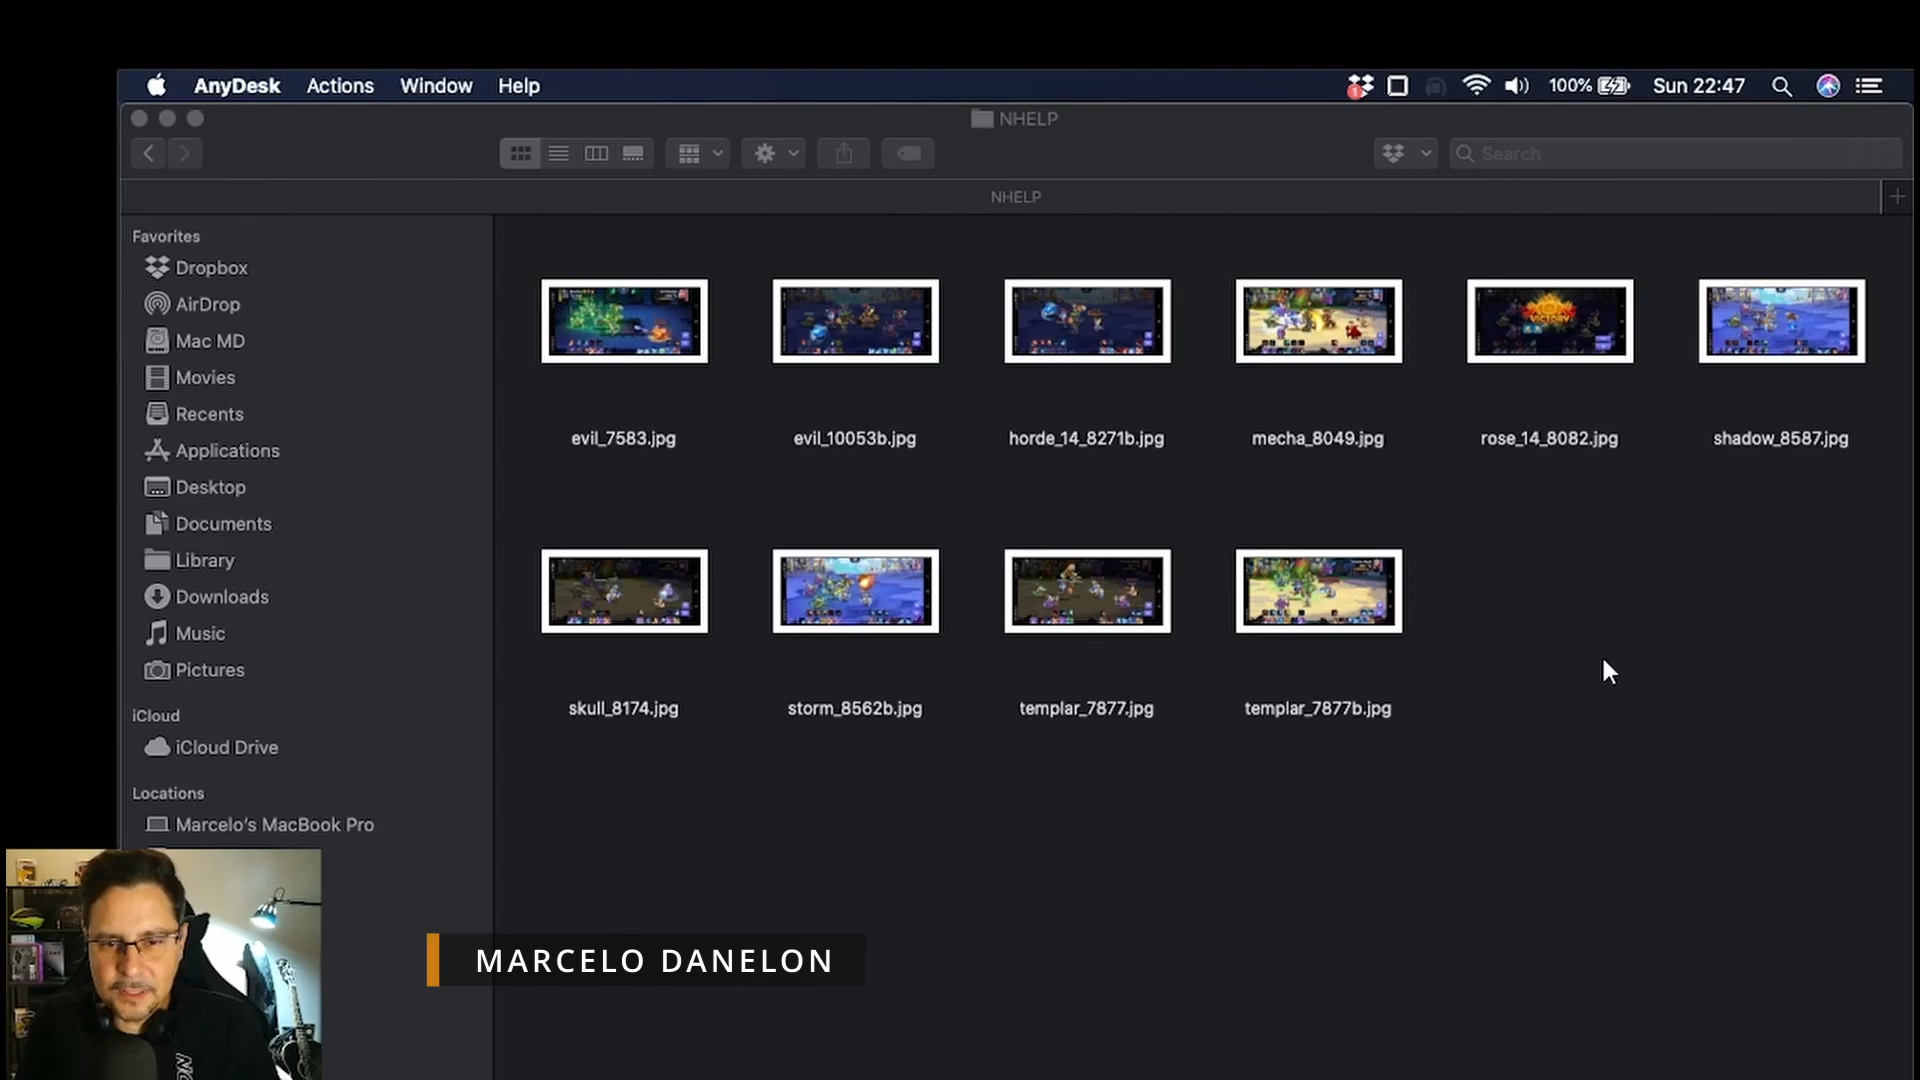 AnyDesk Actions Window Help 1 100% Sun 22:47
NHELP
Search
NHELP
Favorites
Dropbox
AirDrop
Mac MD
Movies
Recents
Applications
Desktop
Documents
Library
Downloads
Music
Pictures
iCloud
iCloud Drive
Locations
Marcelo's MacBook Pro
VICTORY
evil_7583.jpg evil_10053b.jpg horde_14_8271b.jpg mecha_8049.jpg rose_14_8082.jpg shadow_8587.jpg
skull_8174.jpg storm_8562b.jpg templar_7877.jpg templar_7877b.jpg
MARCELO DANELON